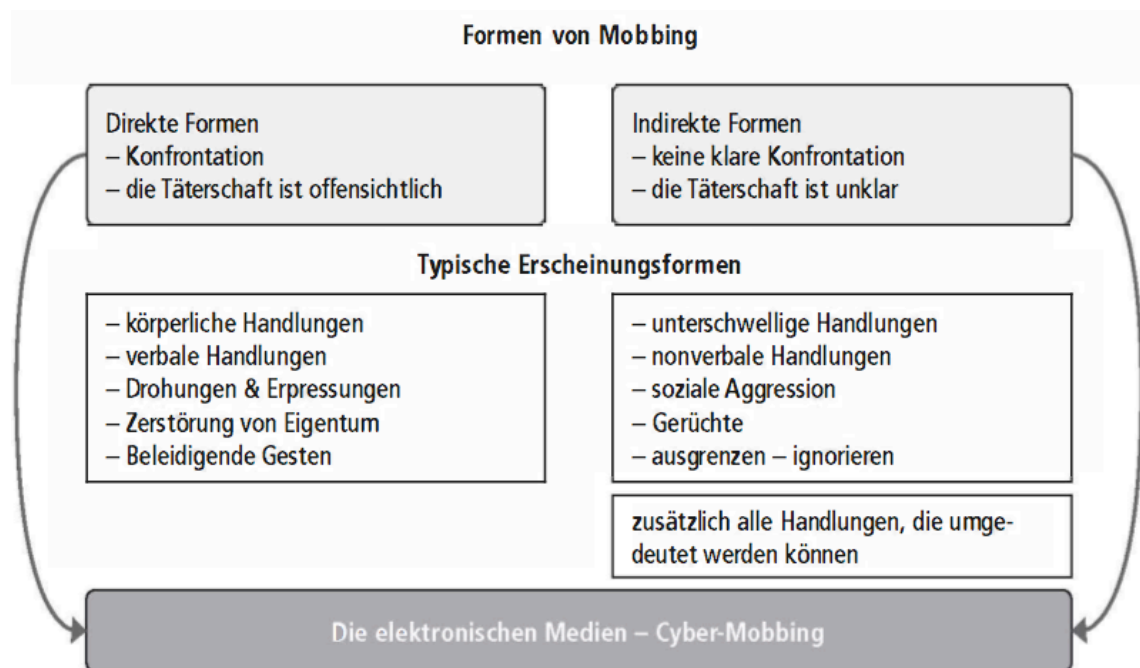 Formen von Mobbing
Direkte Formen
– Konfrontation
– die Täterschaft ist offensichtlich
Indirekte Formen
– keine klare Konfrontation
– die Täterschaft ist unklar
Typische Erscheinungsformen
– körperliche Handlungen
– verbale Handlungen
– Drohungen & Erpressungen
– Zerstörung von Eigentum
– Beleidigende Gesten
– unterschwellige Handlungen
– nonverbale Handlungen
– soziale Aggression
– Gerüchte
– ausgrenzen – ignorieren
zusätzlich alle Handlungen, die umge-
deutet werden können
Die elektronischen Medien – Cyber-Mobbing